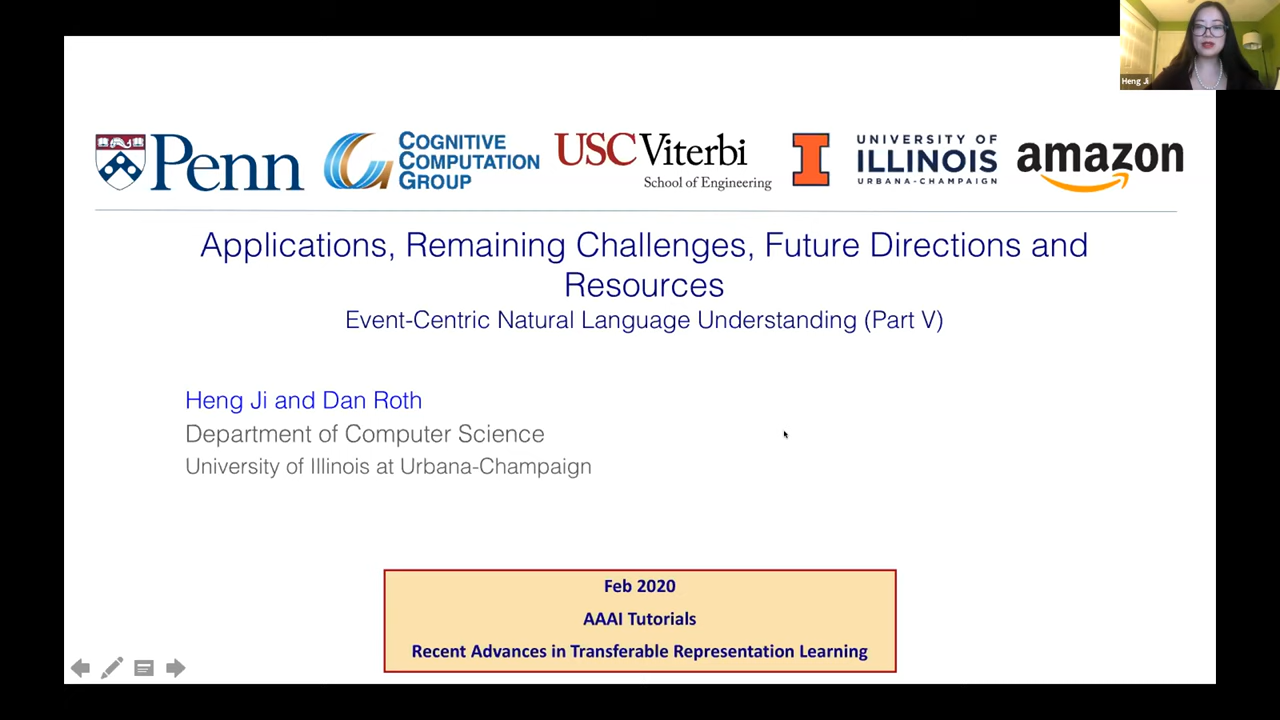 Heng Ji
Penn
COGNITIVE
COMPUTATION
GROUP
USC Viterbi
School of Engineering
UNIVERSITY OF
ILLINOIS
URBANA-CHAMPAIGN
amazon
Applications, Remaining Challenges, Future Directions and
Resources
Event-Centric Natural Language Understanding (Part V)
Heng Ji and Dan Roth
Department of Computer Science
University of Illinois at Urbana-Champaign
Feb 2020
AAAI Tutorials
Recent Advances in Transferable Representation Learning